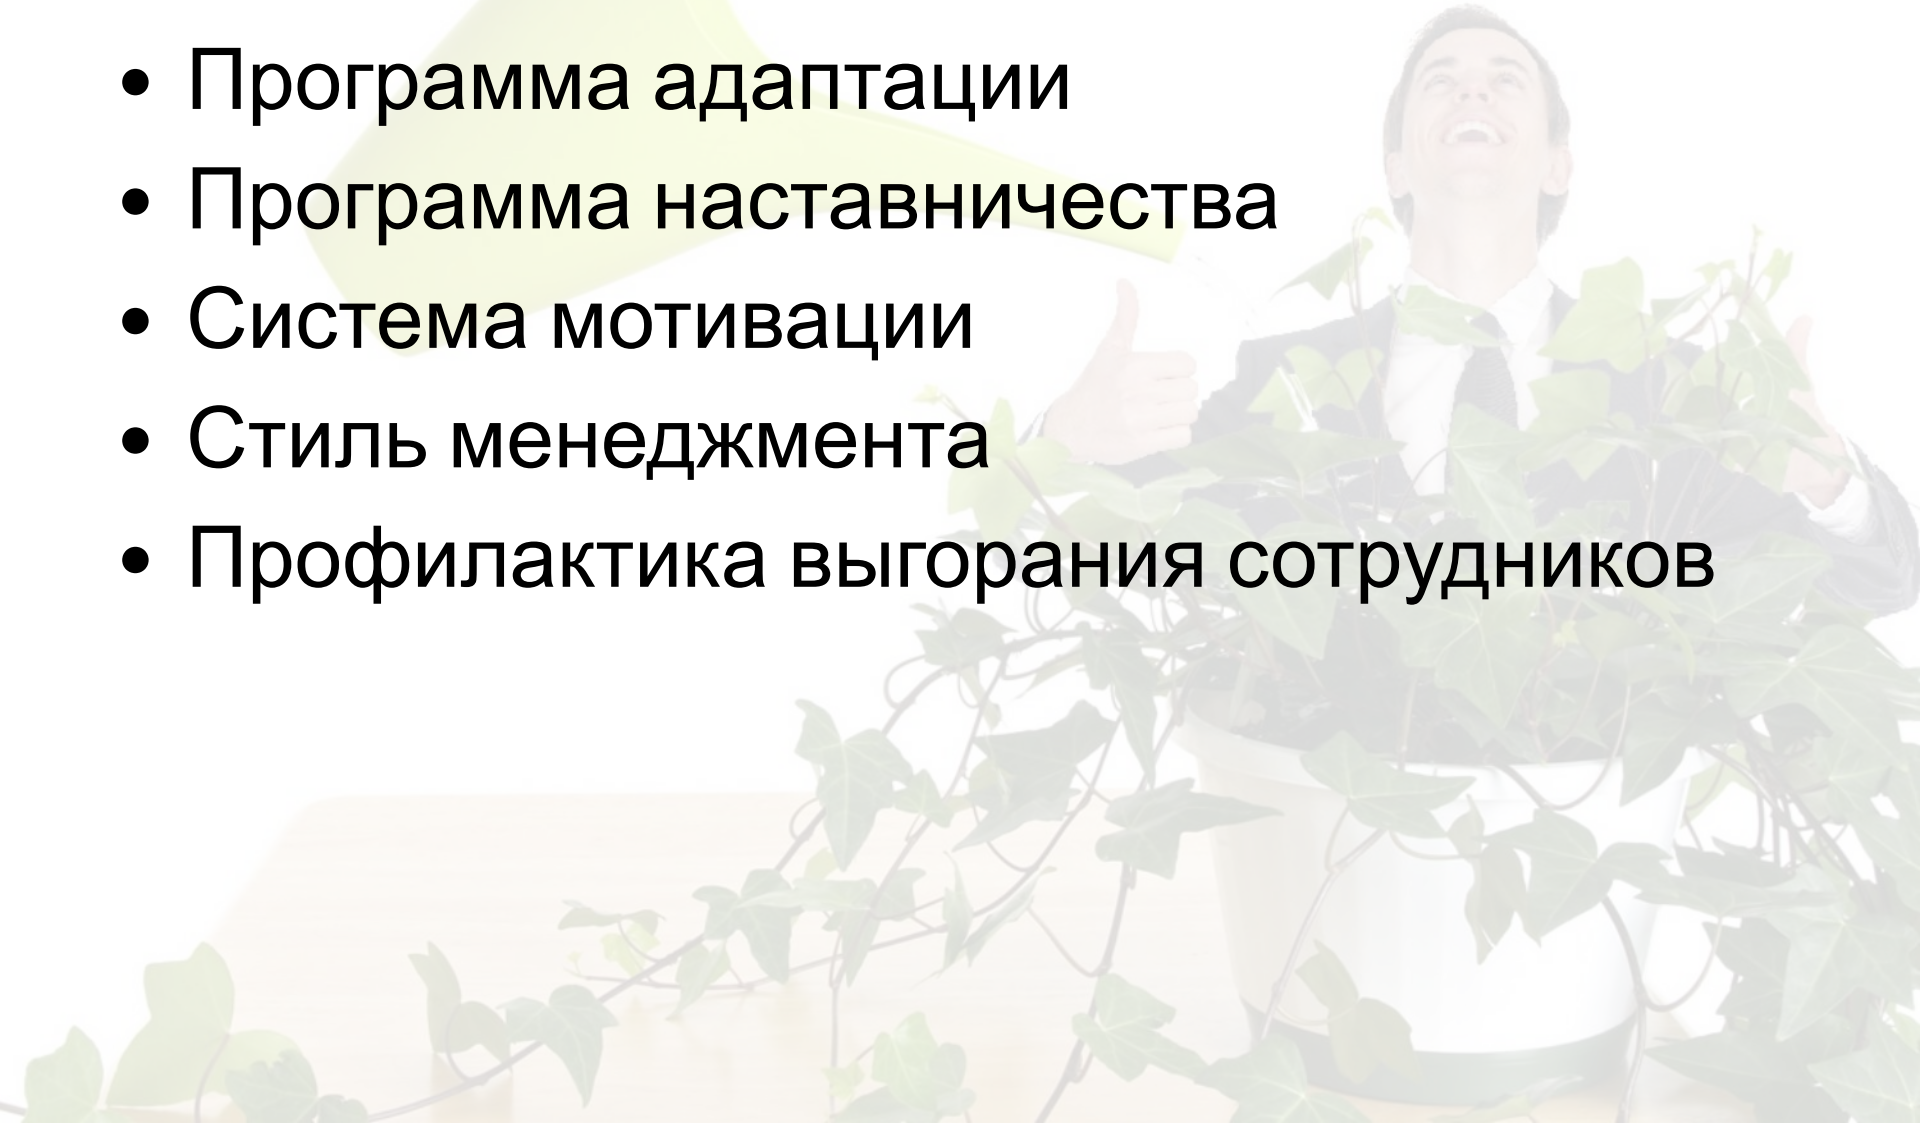 • Программа адаптации
• Программа наставничества
• Система мотивации
• Стиль менеджмента
• Профилактика выгорания сотрудников